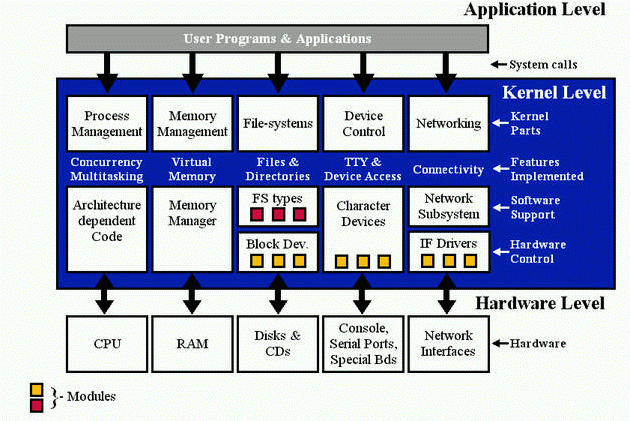 Application Level
User Programs & Applications
System calls
Kernel Level
Process
Management
Memory
Management
File-systems
Device
Control
Networking
Kernel
Parts
Concurrency
Multitasking
Virtual
Memory
Files &
Directories
TTY &
Device Access
Connectivity
Features
Implemented
Architecture
dependent
Code
Memory
Manager
FS types
Character
Devices
Network
Subsystem
Software
Support
Block Dev.
IF Drivers
Hardware
Control
Hardware Level
CPU
RAM
Disks &
CDs
Console,
Serial Ports,
Special Bds
Network
Interfaces
Hardware
}- Modules